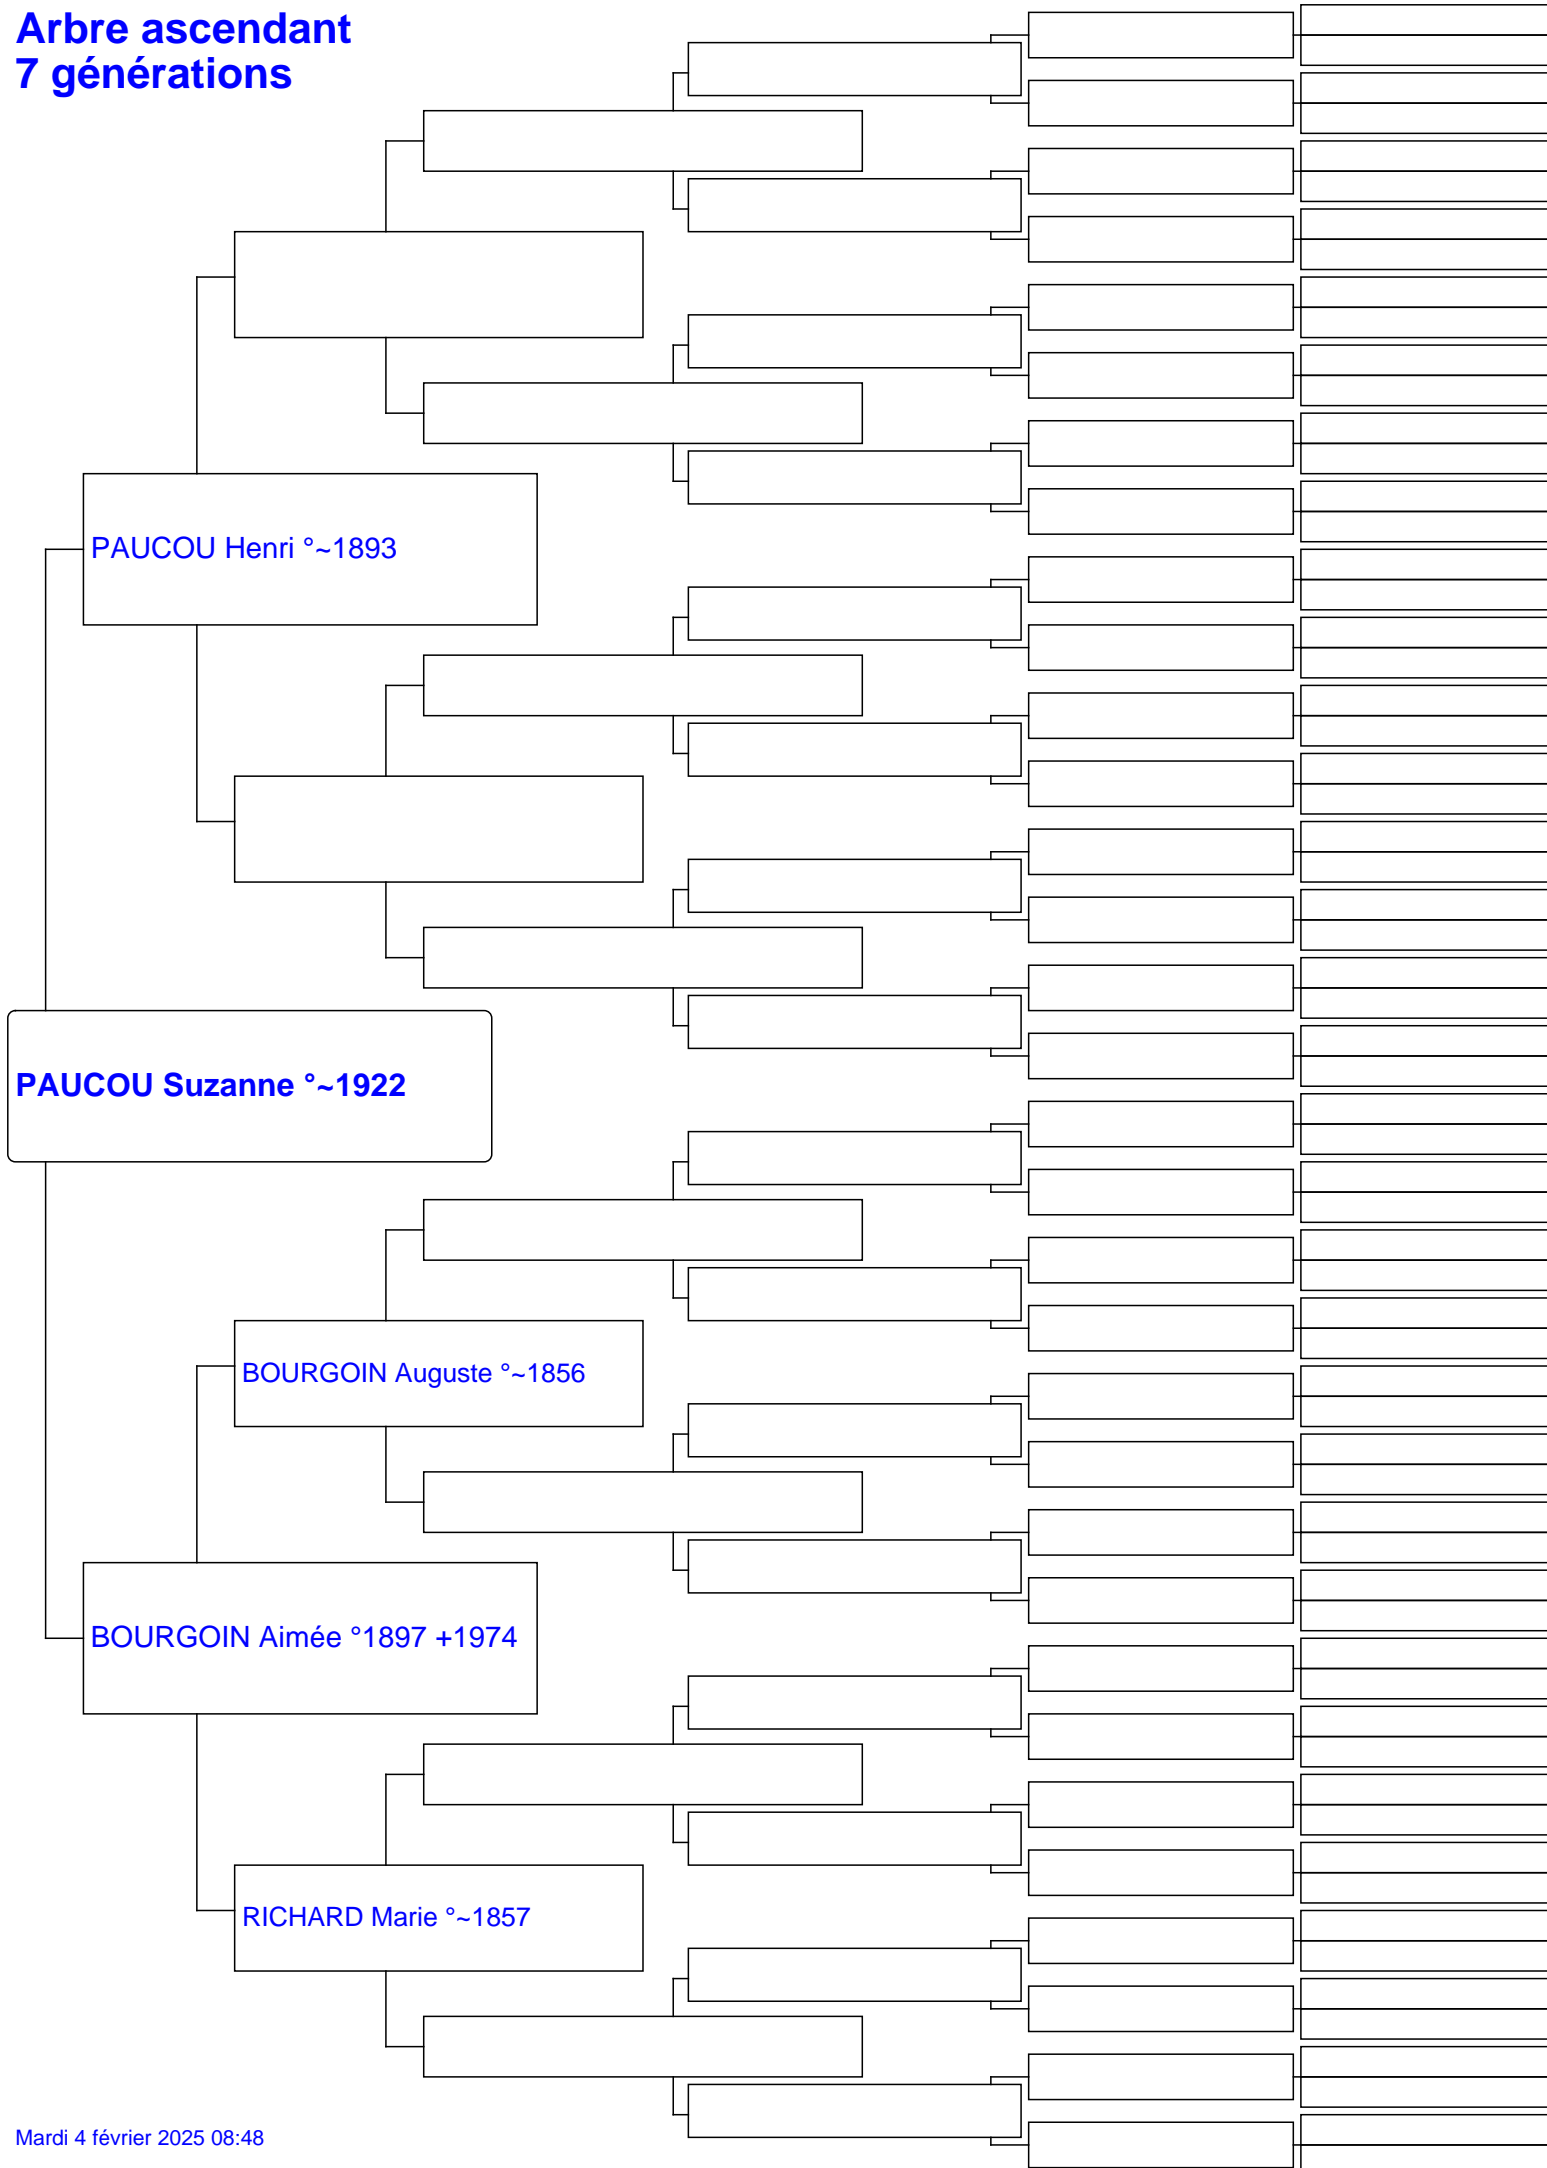 Arbre ascendant
7 générations
PAUCOU Henri °~1893
PAUCOU Suzanne °~1922
BOURGOIN Auguste °~1856
BOURGOIN Aimée °1897 +1974
RICHARD Marie °~1857
Mardi 4 février 2025 08:48